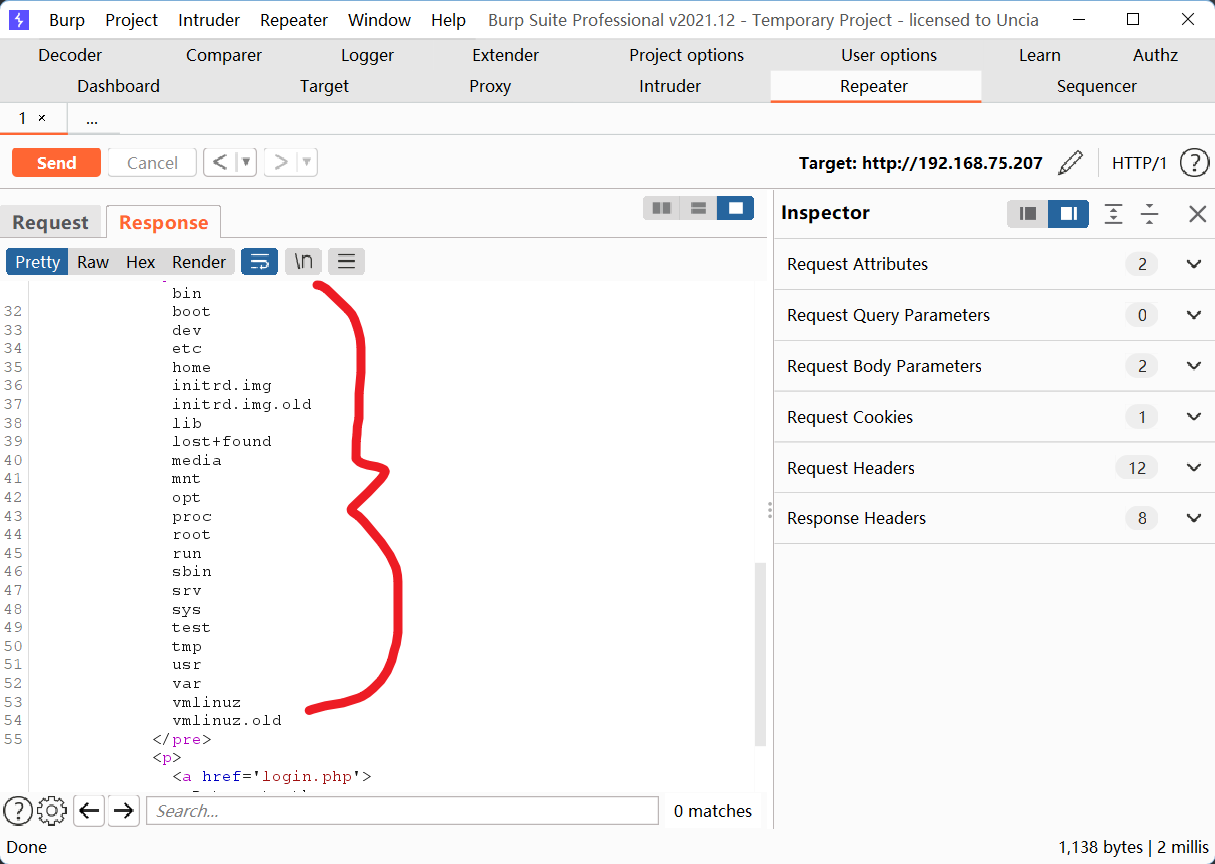 Burp Project Intruder Repeater Window Help Burp Suite Professional v2021.12 - Temporary Project - licensed to Uncia
Decoder Comparer Logger Extender Project options User options Learn Authz
Dashboard Target Proxy Intruder Repeater Sequencer
1 × ...
Send Cancel < > Target: http://192.168.75.207 HTTP/1 ?
Request Response
Inspector
Pretty Raw Hex Render \n
Request Attributes 2
Request Query Parameters 0
Request Body Parameters 2
Request Cookies 1
Request Headers 12
Response Headers 8
bin
32 boot
33 dev
34 etc
35 home
36 initrd.img
37 initrd.img.old
38 lib
39 lost+found
40 media
41 mnt
42 opt
43 proc
44 root
45 run
46 sbin
47 srv
48 sys
49 test
50 tmp
51 usr
52 var
53 vmlinuz
54 vmlinuz.old
55 </pre>
<p>
<a href='login.php'>
? Search... 0 matches
Done 1,138 bytes | 2 millis